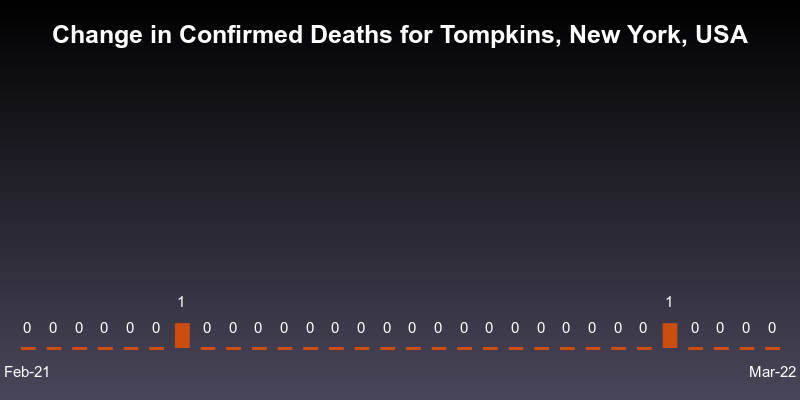 Change in Confirmed Deaths for Tompkins, New York, USA
1 1
0 0 0 0 0 0 0 0 0 0 0 0 0 0 0 0 0 0 0 0 0 0 0 0 0 0 0 0
Feb-21 Mar-22